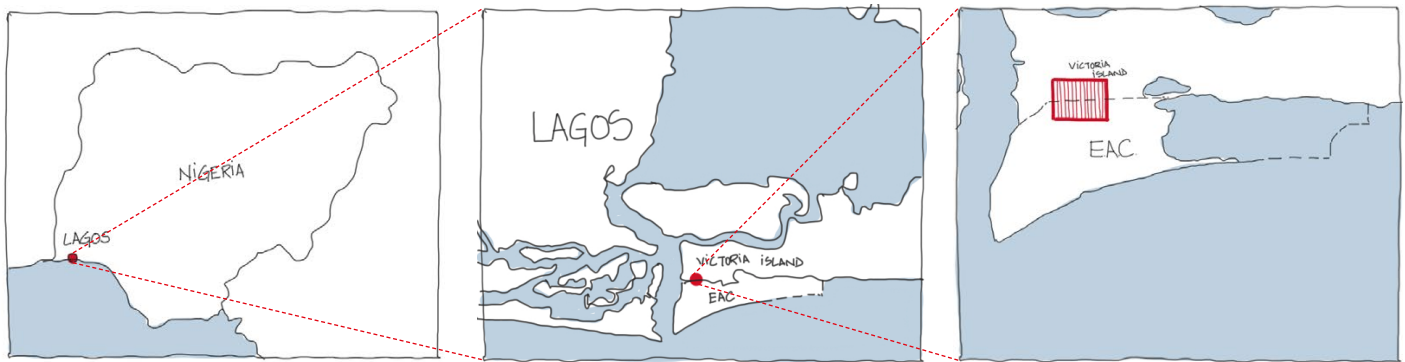 NiGERiA
LAGOS
LAGOS
ViCTORiA iSLAND
EAC
ViCTORiA
iSLAND
EAC